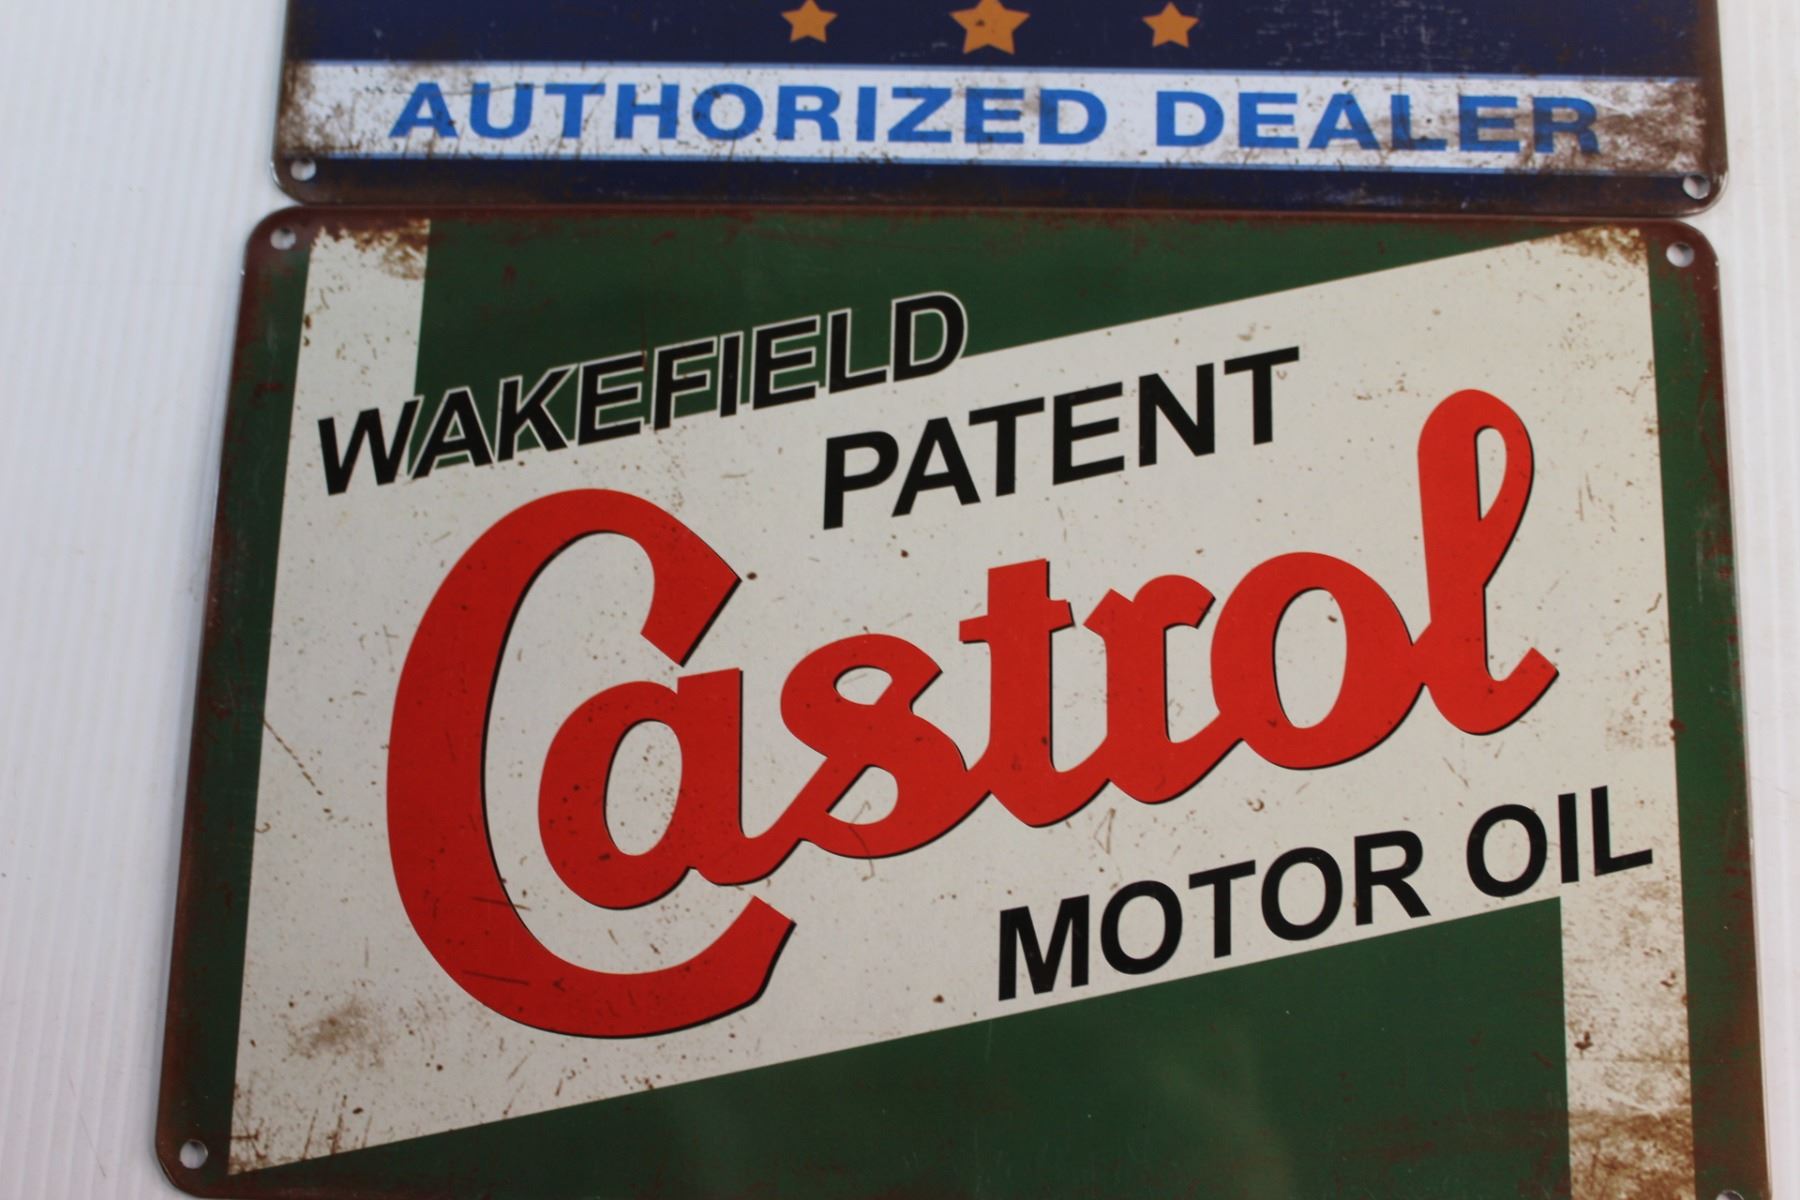 AUTHORIZED DEALER
WAKEFIELD
PATENT
Castrol
MOTOR OIL